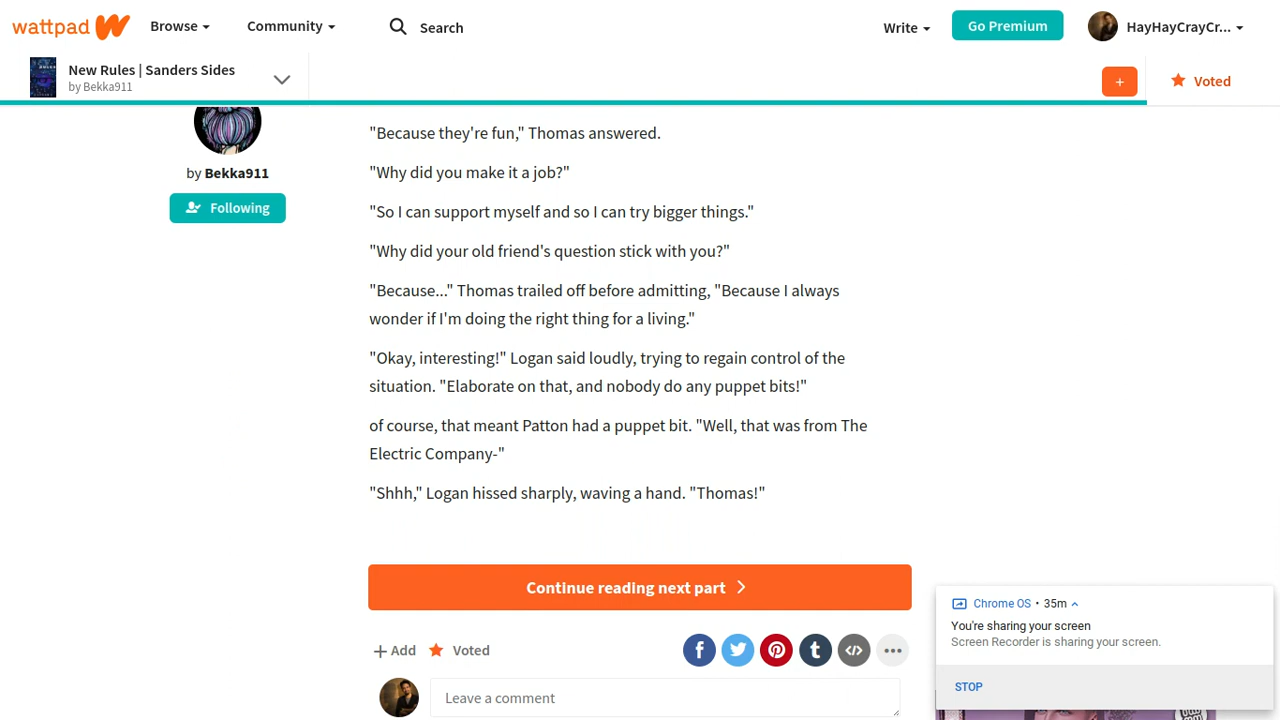 wattpad
Browse
Community
Search
Write
Go Premium
HayHayCrayCr...
New Rules | Sanders Sides
by Bekka911
+
Voted
by Bekka911
Following
"Because they're fun," Thomas answered.
"Why did you make it a job?"
"So I can support myself and so I can try bigger things."
"Why did your old friend's question stick with you?"
"Because..." Thomas trailed off before admitting, "Because I always
wonder if I'm doing the right thing for a living."
"Okay, interesting!" Logan said loudly, trying to regain control of the
situation. "Elaborate on that, and nobody do any puppet bits!"
of course, that meant Patton had a puppet bit. "Well, that was from The
Electric Company-"
"Shhh," Logan hissed sharply, waving a hand. "Thomas!"
Continue reading next part
+ Add
Voted
Leave a comment
Chrome OS • 35m
You're sharing your screen
Screen Recorder is sharing your screen.
STOP